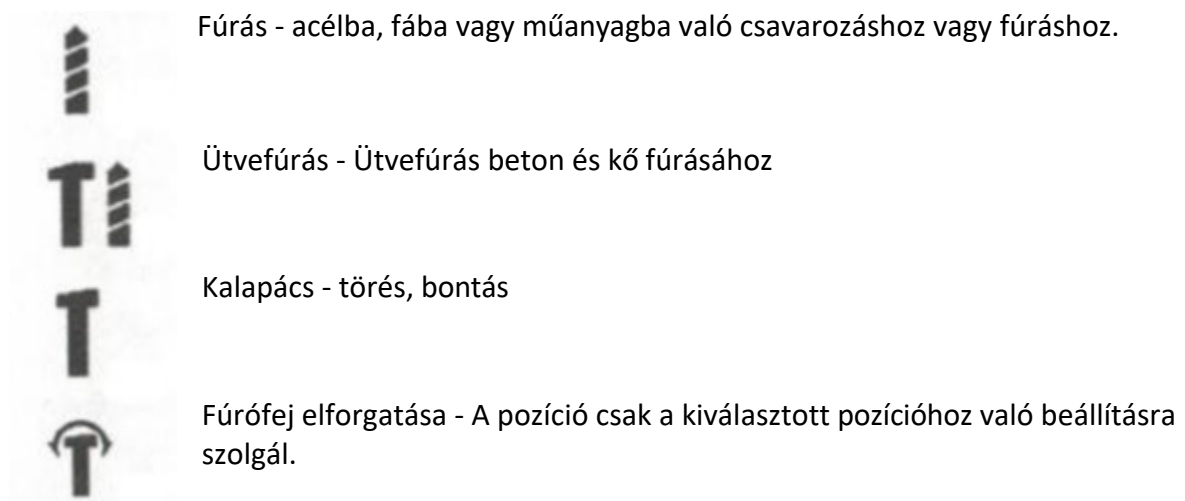 Fúrás - acélba, fába vagy műanyagba való csavarozáshoz vagy fúráshoz.
Ütvefúrás - Ütvefúrás beton és kő fúrásához
Kalapács - törés, bontás
Fúrófej elforgatása - A pozíció csak a kiválasztott pozícióhoz való beállításra
szolgál.